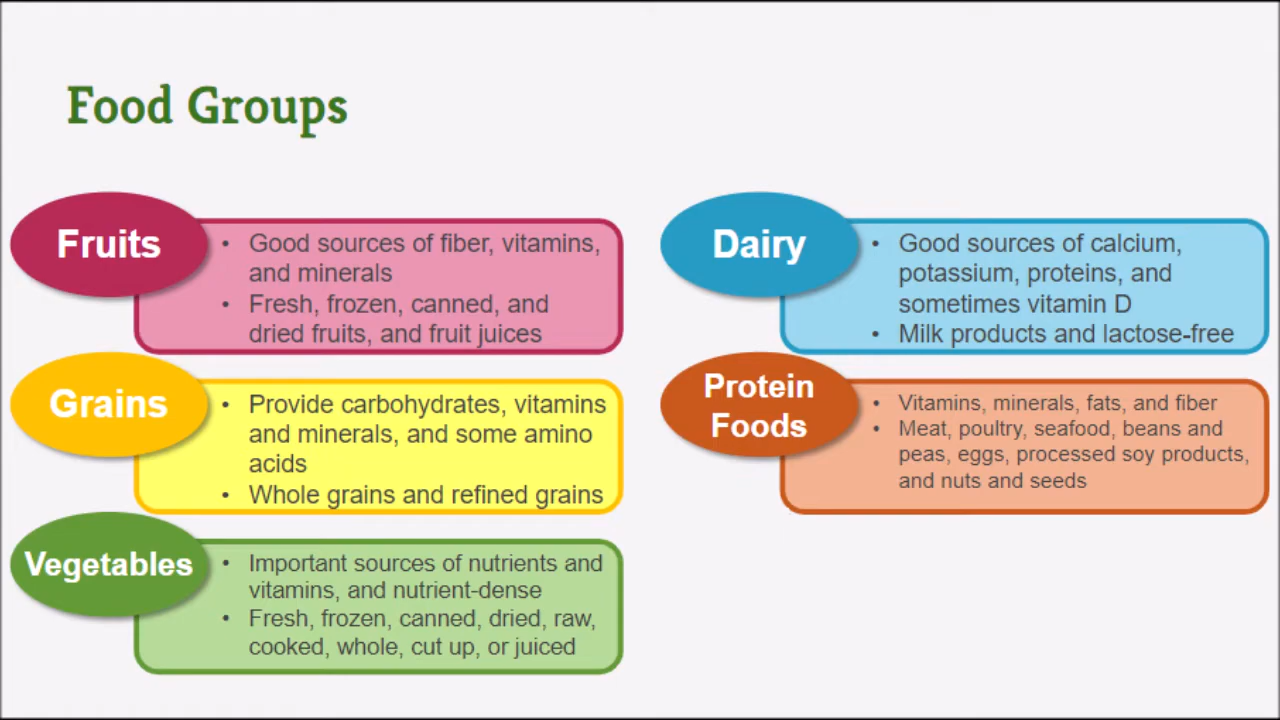 Food Groups
Fruits
• Good sources of fiber, vitamins,
and minerals
• Fresh, frozen, canned, and
dried fruits, and fruit juices
Grains
• Provide carbohydrates, vitamins
and minerals, and some amino
acids
• Whole grains and refined grains
Vegetables
• Important sources of nutrients and
vitamins, and nutrient-dense
• Fresh, frozen, canned, dried, raw,
cooked, whole, cut up, or juiced
Dairy
• Good sources of calcium,
potassium, proteins, and
sometimes vitamin D
• Milk products and lactose-free
Protein
Foods
• Vitamins, minerals, fats, and fiber
• Meat, poultry, seafood, beans and
peas, eggs, processed soy products,
and nuts and seeds